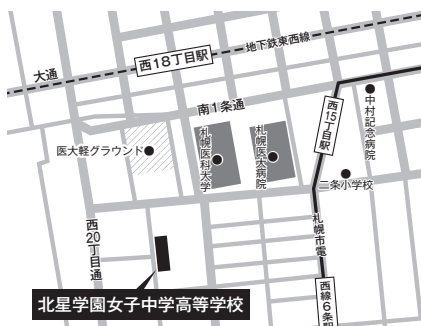 地下鉄東西線
西18丁目駅
大通
南1条通
中村記念病院
西15丁目駅
医大軽グラウンド
札幌医科大学
札幌医大病院
二条小学校
西20丁目通
札幌市電
西線6条駅
北星学園女子中学高等学校